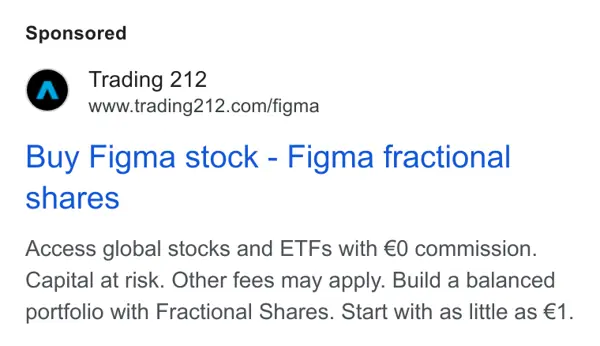 Sponsored
Trading 212
www.trading212.com/figma
Buy Figma stock - Figma fractional
shares
Access global stocks and ETFs with €0 commission.
Capital at risk. Other fees may apply. Build a balanced
portfolio with Fractional Shares. Start with as little as €1.